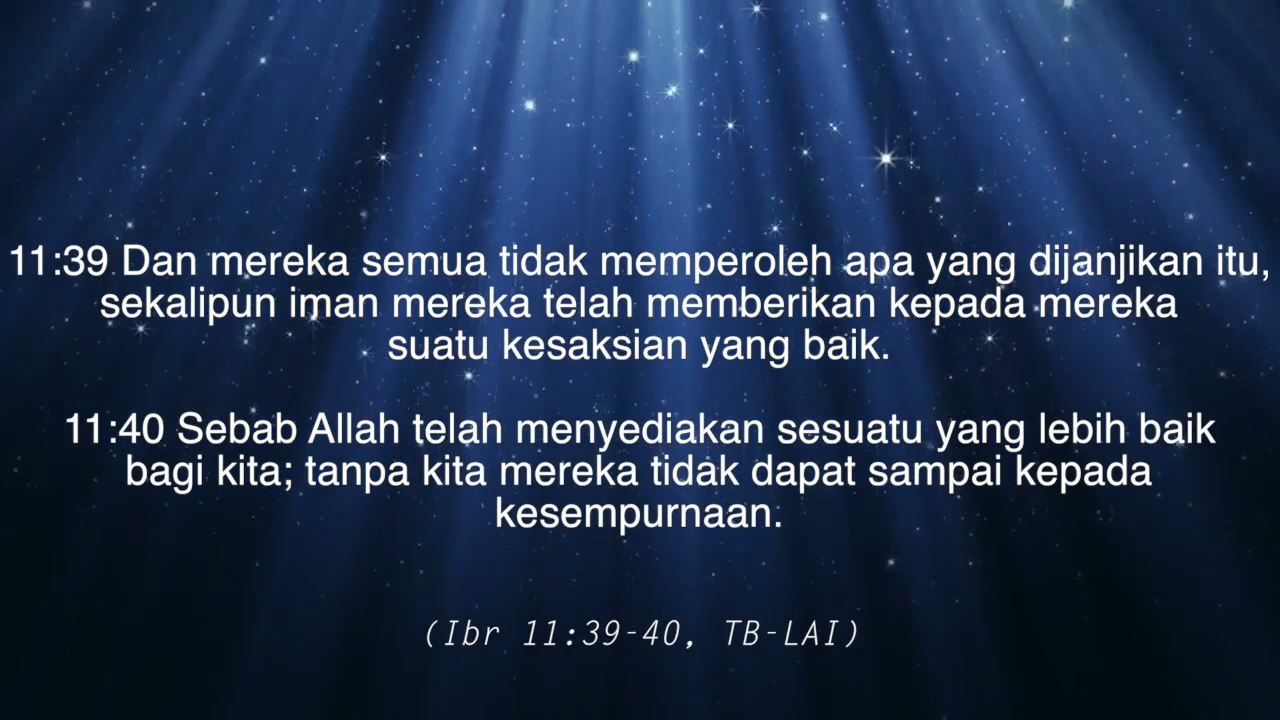 11:39 Dan mereka semua tidak memperoleh apa yang dijanjikan itu,
sekalipun iman mereka telah memberikan kepada mereka
suatu kesaksian yang baik.
11:40 Sebab Allah telah menyediakan sesuatu yang lebih baik
bagi kita; tanpa kita mereka tidak dapat sampai kepada
kesempurnaan.
(Ibr 11:39-40, TB-LAI)